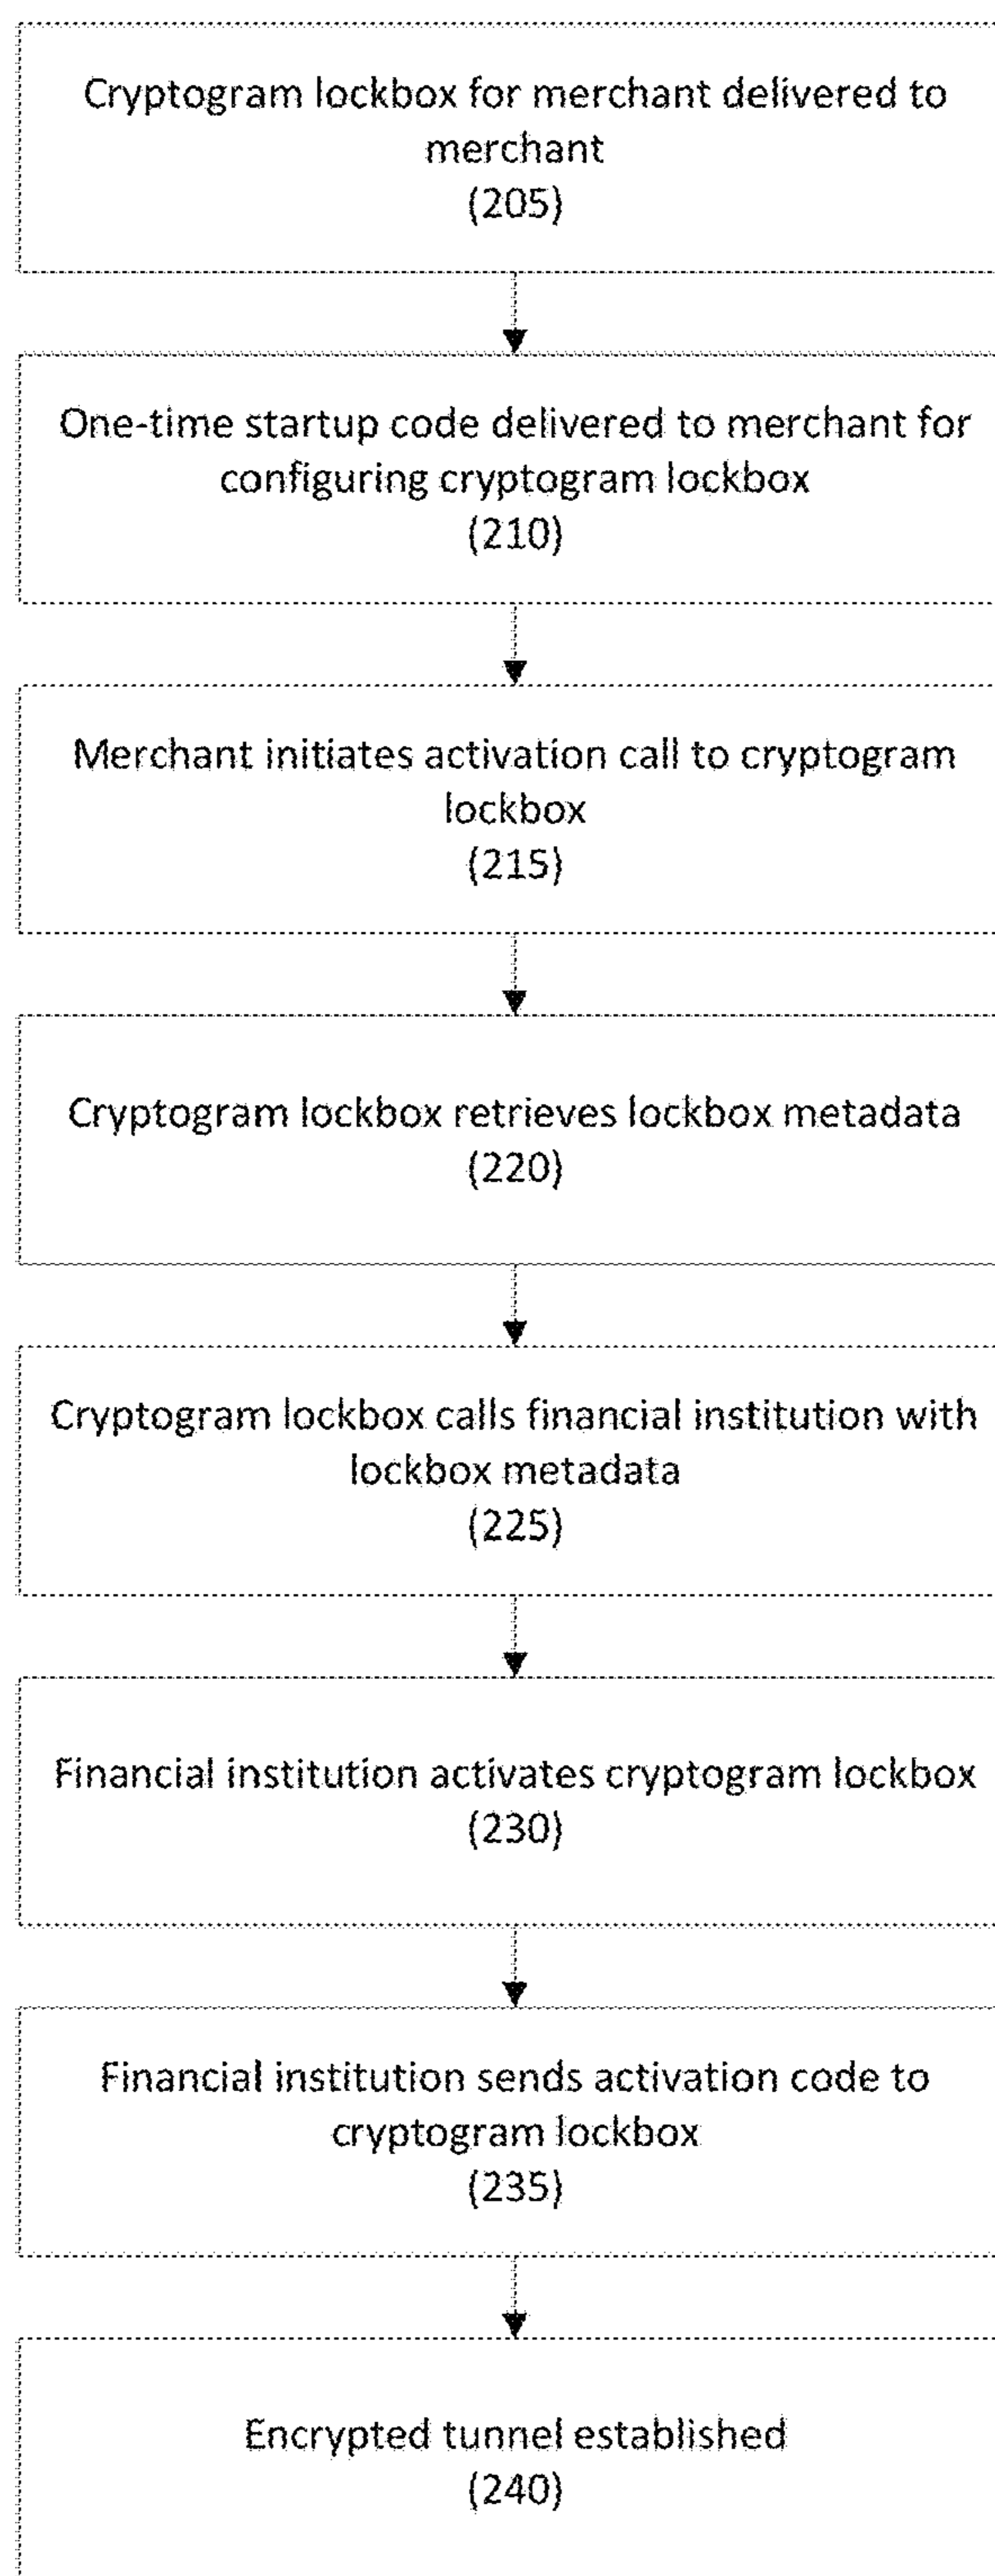 Cryptogram lockbox for merchant delivered to
merchant
(205)
One-time startup code delivered to merchant for
configuring cryptogram lockbox
(210)
Merchant initiates activation call to cryptogram
lockbox
(215)
Cryptogram lockbox retrieves lockbox metadata
(220)
Cryptogram lockbox calls financial institution with
lockbox metadata
(225)
Financial institution activates cryptogram lockbox
(230)
Financial institution sends activation code to
cryptogram lockbox
(235)
Encrypted tunnel established
(240)